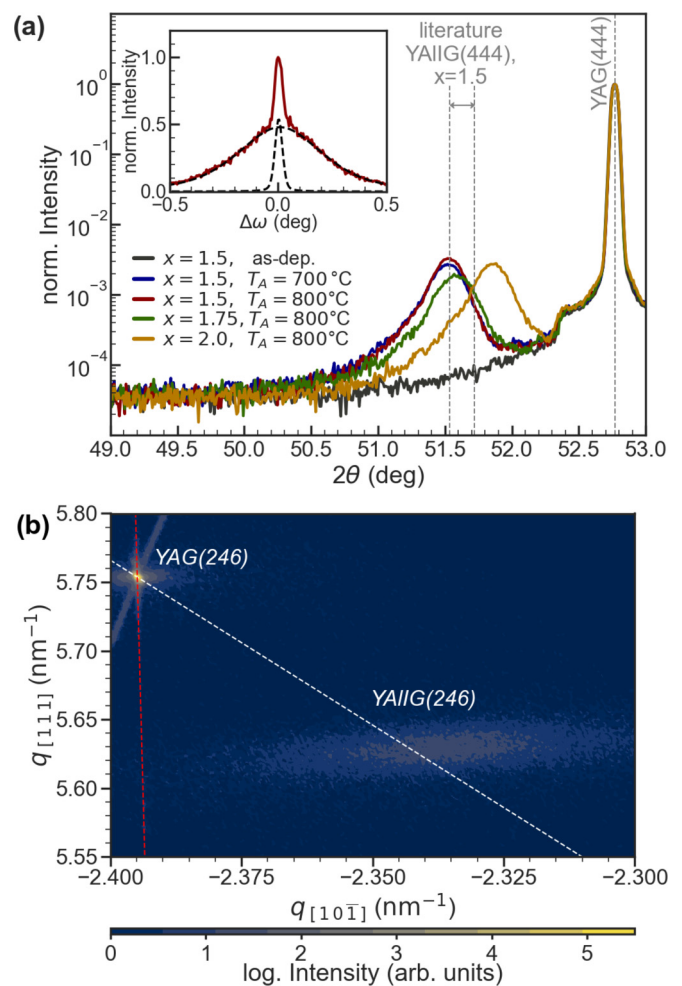 (a)
literature
YAlIG(444),
x=1.5
YAG(444)
norm. Intensity
10⁰
10⁻¹
10⁻²
10⁻³
10⁻⁴
norm. Intensity
1.0
0.5
0.0
−0.5 0.0 0.5
Δω (deg)
x = 1.5, as-dep.
x = 1.5, T_A = 700 °C
x = 1.5, T_A = 800°C
x = 1.75, T_A = 800°C
x = 2.0, T_A = 800°C
49.0 49.5 50.0 50.5 51.0 51.5 52.0 52.5 53.0
2θ (deg)
(b)
q[111] (nm⁻¹)
5.80
5.75
5.70
5.65
5.60
5.55
YAG(246)
YAlIG(246)
−2.400 −2.375 −2.350 −2.325 −2.300
q[101̅] (nm⁻¹)
0 1 2 3 4 5
log. Intensity (arb. units)